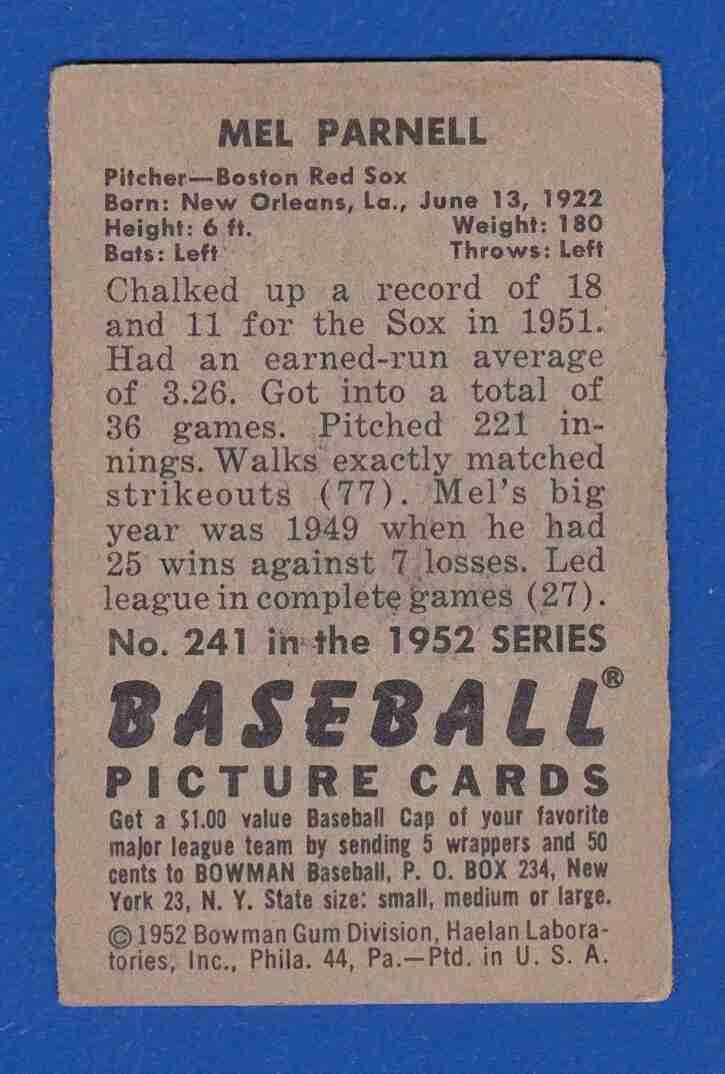 MEL PARNELL
Pitcher—Boston Red Sox
Born: New Orleans, La., June 13, 1922
Height: 6 ft. Weight: 180
Bats: Left Throws: Left
Chalked up a record of 18
and 11 for the Sox in 1951.
Had an earned-run average
of 3.26. Got into a total of
36 games. Pitched 221 in-
nings. Walks exactly matched
strikeouts (77). Mel's big
year was 1949 when he had
25 wins against 7 losses. Led
league in complete games (27).
No. 241 in the 1952 SERIES
BASEBALL®
PICTURE CARDS
Get a $1.00 value Baseball Cap of your favorite
major league team by sending 5 wrappers and 50
cents to BOWMAN Baseball, P. O. BOX 234, New
York 23, N. Y. State size: small, medium or large.
© 1952 Bowman Gum Division, Haelan Labora-
tories, Inc., Phila. 44, Pa.—Ptd. in U. S. A.